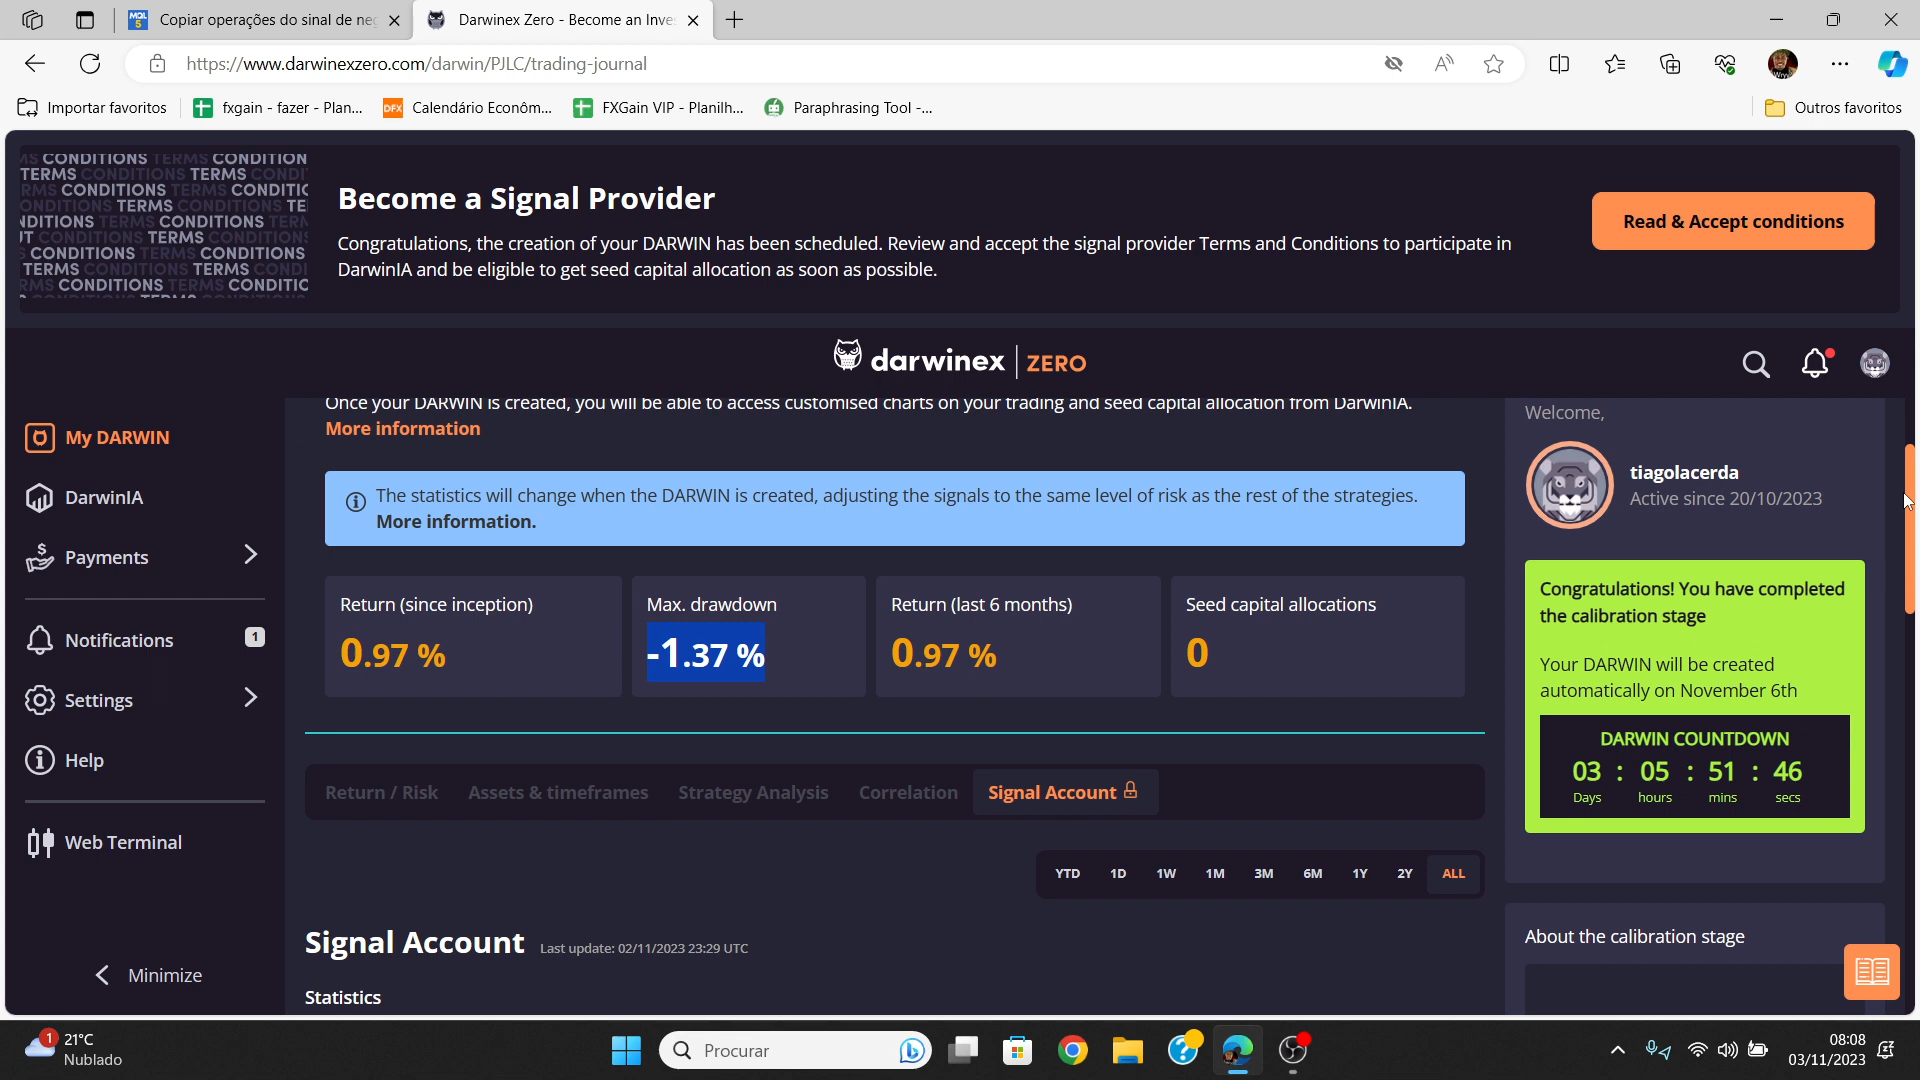 Copiar operações do sinal de neg
Darwinex Zero - Become an Inve
https://www.darwinexzero.com/darwin/PJLC/trading-journal
Importar favoritos
fxgain - fazer - Plan...
Calendário Econôm...
FXGain VIP - Planilh...
Paraphrasing Tool -...
Outros favoritos
Become a Signal Provider
Congratulations, the creation of your DARWIN has been scheduled. Review and accept the signal provider Terms and Conditions to participate in
DarwinIA and be eligible to get seed capital allocation as soon as possible.
Read & Accept conditions
darwinex | ZERO
My DARWIN
DarwinIA
Payments
Notifications 1
Settings
Help
Web Terminal
Minimize
Once your DARWIN is created, you will be able to access customised charts on your trading and seed capital allocation from DarwinIA.
More information
The statistics will change when the DARWIN is created, adjusting the signals to the same level of risk as the rest of the strategies.
More information.
Return (since inception)
0.97 %
Max. drawdown
-1.37 %
Return (last 6 months)
0.97 %
Seed capital allocations
0
Return / Risk
Assets & timeframes
Strategy Analysis
Correlation
Signal Account
YTD 1D 1W 1M 3M 6M 1Y 2Y ALL
Signal Account Last update: 02/11/2023 23:29 UTC
Statistics
Welcome,
tiagolacerda
Active since 20/10/2023
Congratulations! You have completed
the calibration stage
Your DARWIN will be created
automatically on November 6th
DARWIN COUNTDOWN
03 : 05 : 51 : 46
Days hours mins secs
About the calibration stage
1
21°C
Nublado
Procurar
08:08
03/11/2023